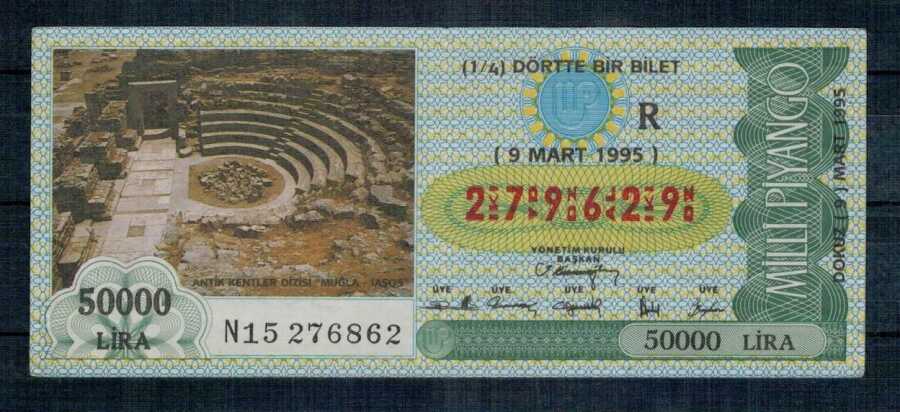 ANTİK KENTLER DİZİSİ "MUĞLA - IASOS"
50000
LİRA
N15 276862
(1/4) DÖRTTE BİR BİLET
MP
R
( 9 MART 1995 )
279629
YÖNETİM KURULU
BAŞKAN
ÜYE ÜYE ÜYE ÜYE ÜYE
50000 LİRA
MİLLİ PİYANGO
DOKUZ ( 9 ) MART 1995